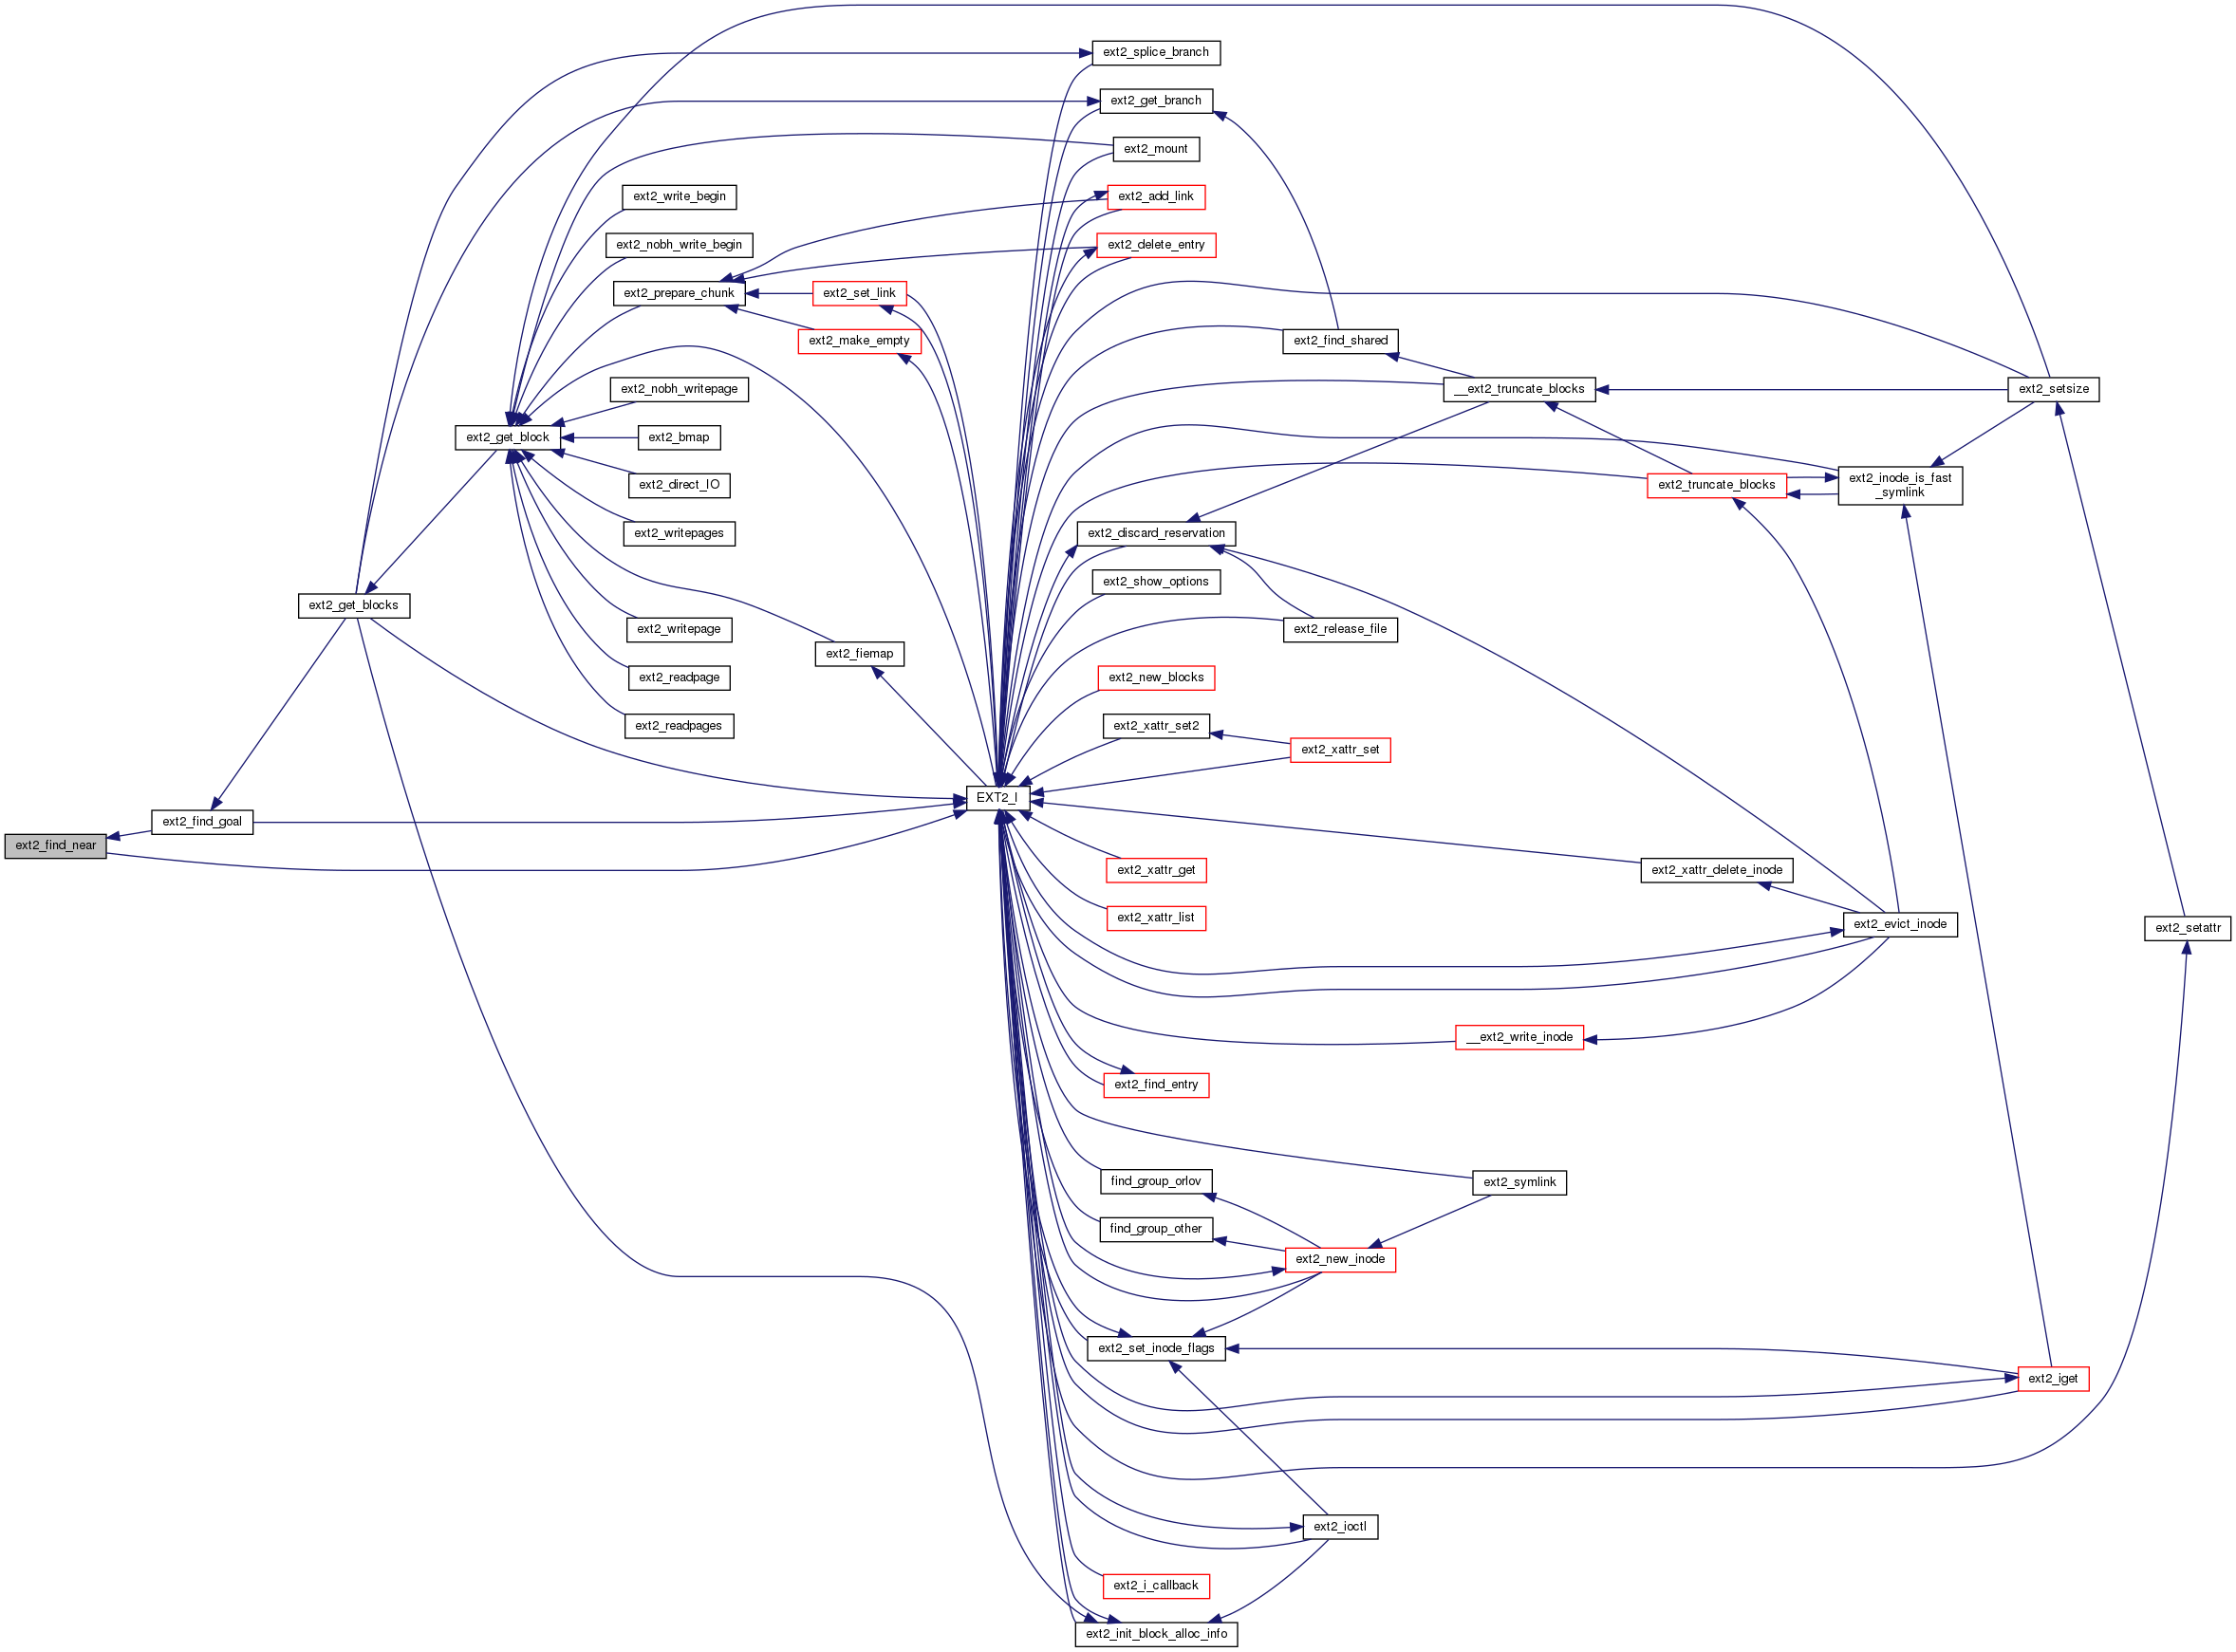 ext2_splice_branch
ext2_get_branch
ext2_mount
ext2_write_begin
ext2_add_link
ext2_nobh_write_begin
ext2_delete_entry
ext2_prepare_chunk
ext2_set_link
ext2_make_empty
ext2_find_shared
ext2_nobh_writepage
__ext2_truncate_blocks
ext2_setsize
ext2_get_block
ext2_bmap
ext2_direct_IO
ext2_truncate_blocks
ext2_inode_is_fast
_symlink
ext2_writepages
ext2_discard_reservation
ext2_show_options
ext2_get_blocks
ext2_writepage
ext2_release_file
ext2_fiemap
ext2_readpage
ext2_new_blocks
ext2_readpages
ext2_xattr_set2
ext2_xattr_set
EXT2_I
ext2_find_goal
ext2_find_near
ext2_xattr_get
ext2_xattr_delete_inode
ext2_xattr_list
ext2_evict_inode
ext2_setattr
__ext2_write_inode
ext2_find_entry
find_group_orlov
ext2_symlink
find_group_other
ext2_new_inode
ext2_set_inode_flags
ext2_iget
ext2_ioctl
ext2_i_callback
ext2_init_block_alloc_info